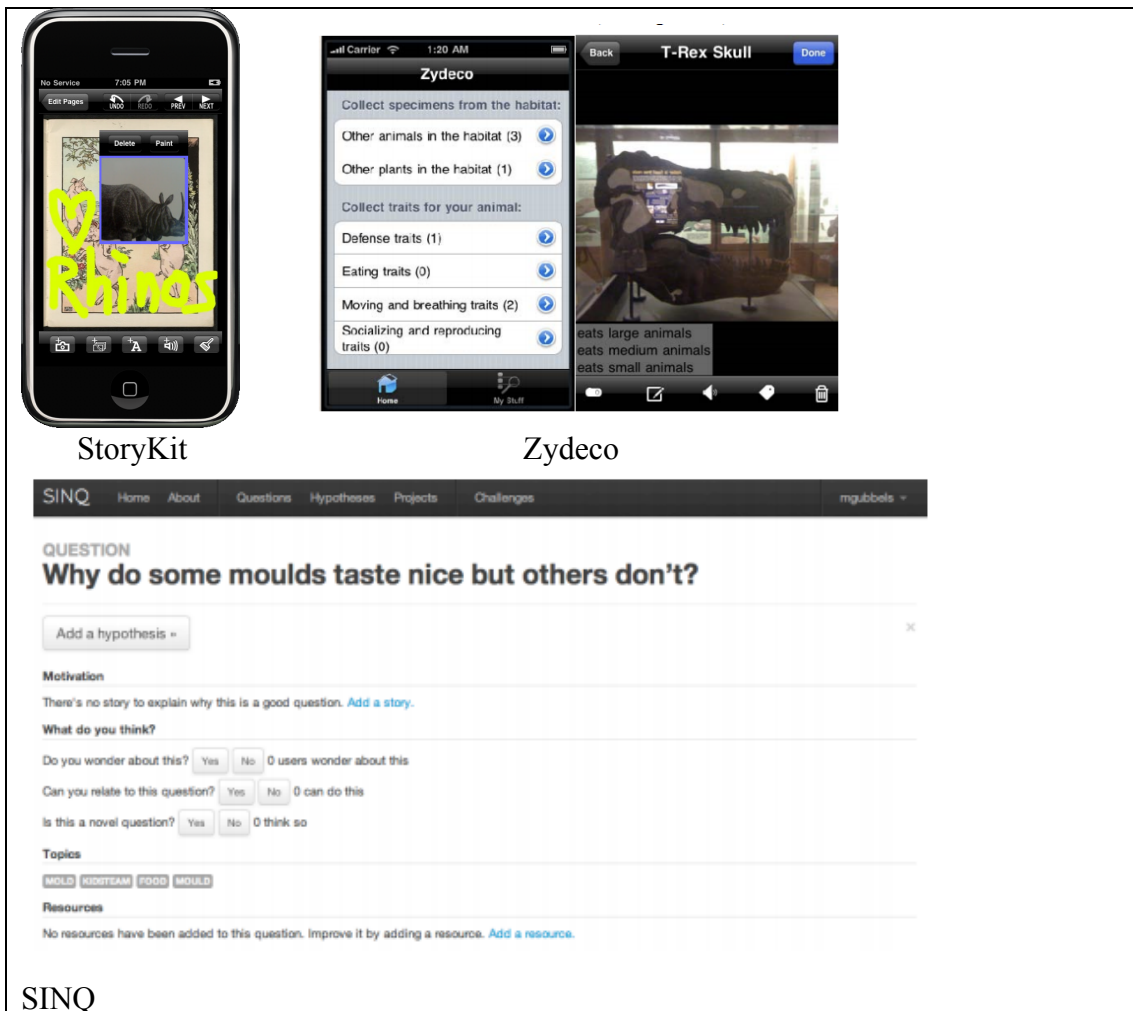 No Service 7:05 PM
Edit Pages UNDO REDO PREV NEXT
Delete Paint
Rhinos
StoryKit
Carrier 1:20 AM
Zydeco
Collect specimens from the habitat:
Other animals in the habitat (3)
Other plants in the habitat (1)
Collect traits for your animal:
Defense traits (1)
Eating traits (0)
Moving and breathing traits (2)
Socializing and reproducing
traits (0)
Home My Stuff
Back T-Rex Skull Done
eats large animals
eats medium animals
eats small animals
Zydeco
SINQ Home About Questions Hypotheses Projects Challenges mgubbels
QUESTION
Why do some moulds taste nice but others don't?
Add a hypothesis »
Motivation
There's no story to explain why this is a good question. Add a story.
What do you think?
Do you wonder about this? Yes No 0 users wonder about this
Can you relate to this question? Yes No 0 can do this
Is this a novel question? Yes No 0 think so
Topics
MOLD KIDSTEAM FOOD MOULD
Resources
No resources have been added to this question. Improve it by adding a resource. Add a resource.
SINQ